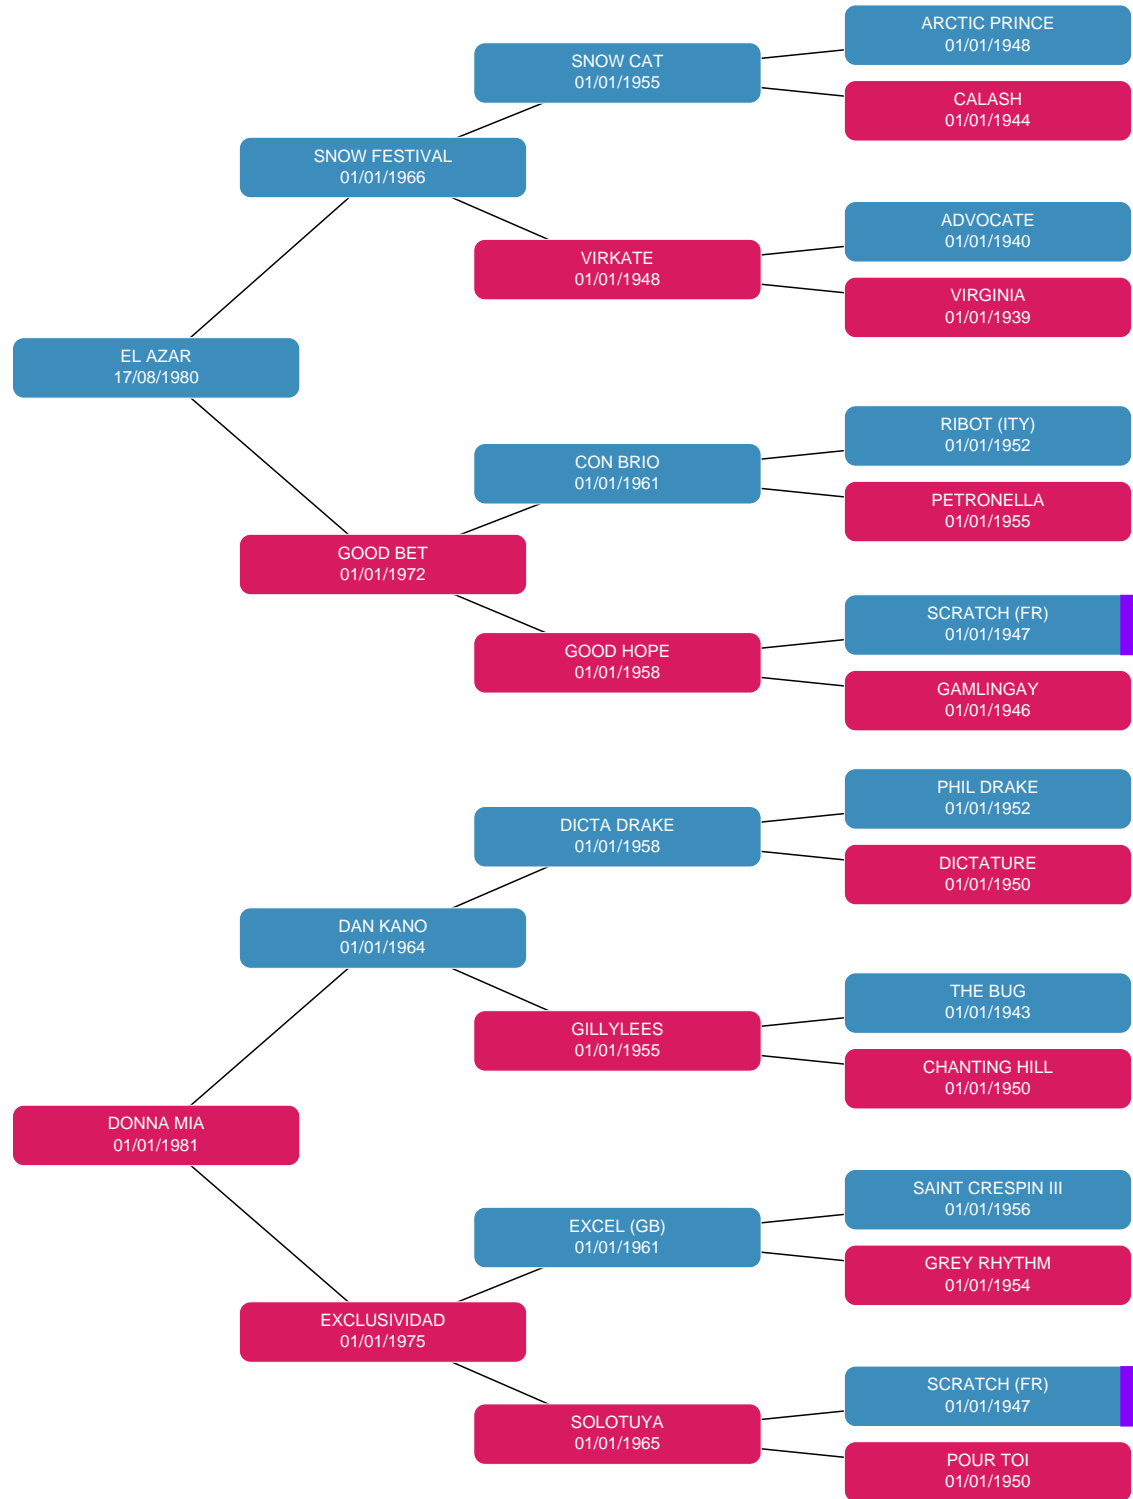 ARCTIC PRINCE
01/01/1948
SNOW CAT
01/01/1955
CALASH
01/01/1944
SNOW FESTIVAL
01/01/1966
ADVOCATE
01/01/1940
VIRKATE
01/01/1948
VIRGINIA
01/01/1939
EL AZAR
17/08/1980
RIBOT (ITY)
01/01/1952
CON BRIO
01/01/1961
PETRONELLA
01/01/1955
GOOD BET
01/01/1972
SCRATCH (FR)
01/01/1947
GOOD HOPE
01/01/1958
GAMLINGAY
01/01/1946
PHIL DRAKE
01/01/1952
DICTA DRAKE
01/01/1958
DICTATURE
01/01/1950
DAN KANO
01/01/1964
THE BUG
01/01/1943
GILLYLEES
01/01/1955
CHANTING HILL
01/01/1950
DONNA MIA
01/01/1981
SAINT CRESPIN III
01/01/1956
EXCEL (GB)
01/01/1961
GREY RHYTHM
01/01/1954
EXCLUSIVIDAD
01/01/1975
SCRATCH (FR)
01/01/1947
SOLOTUYA
01/01/1965
POUR TOI
01/01/1950